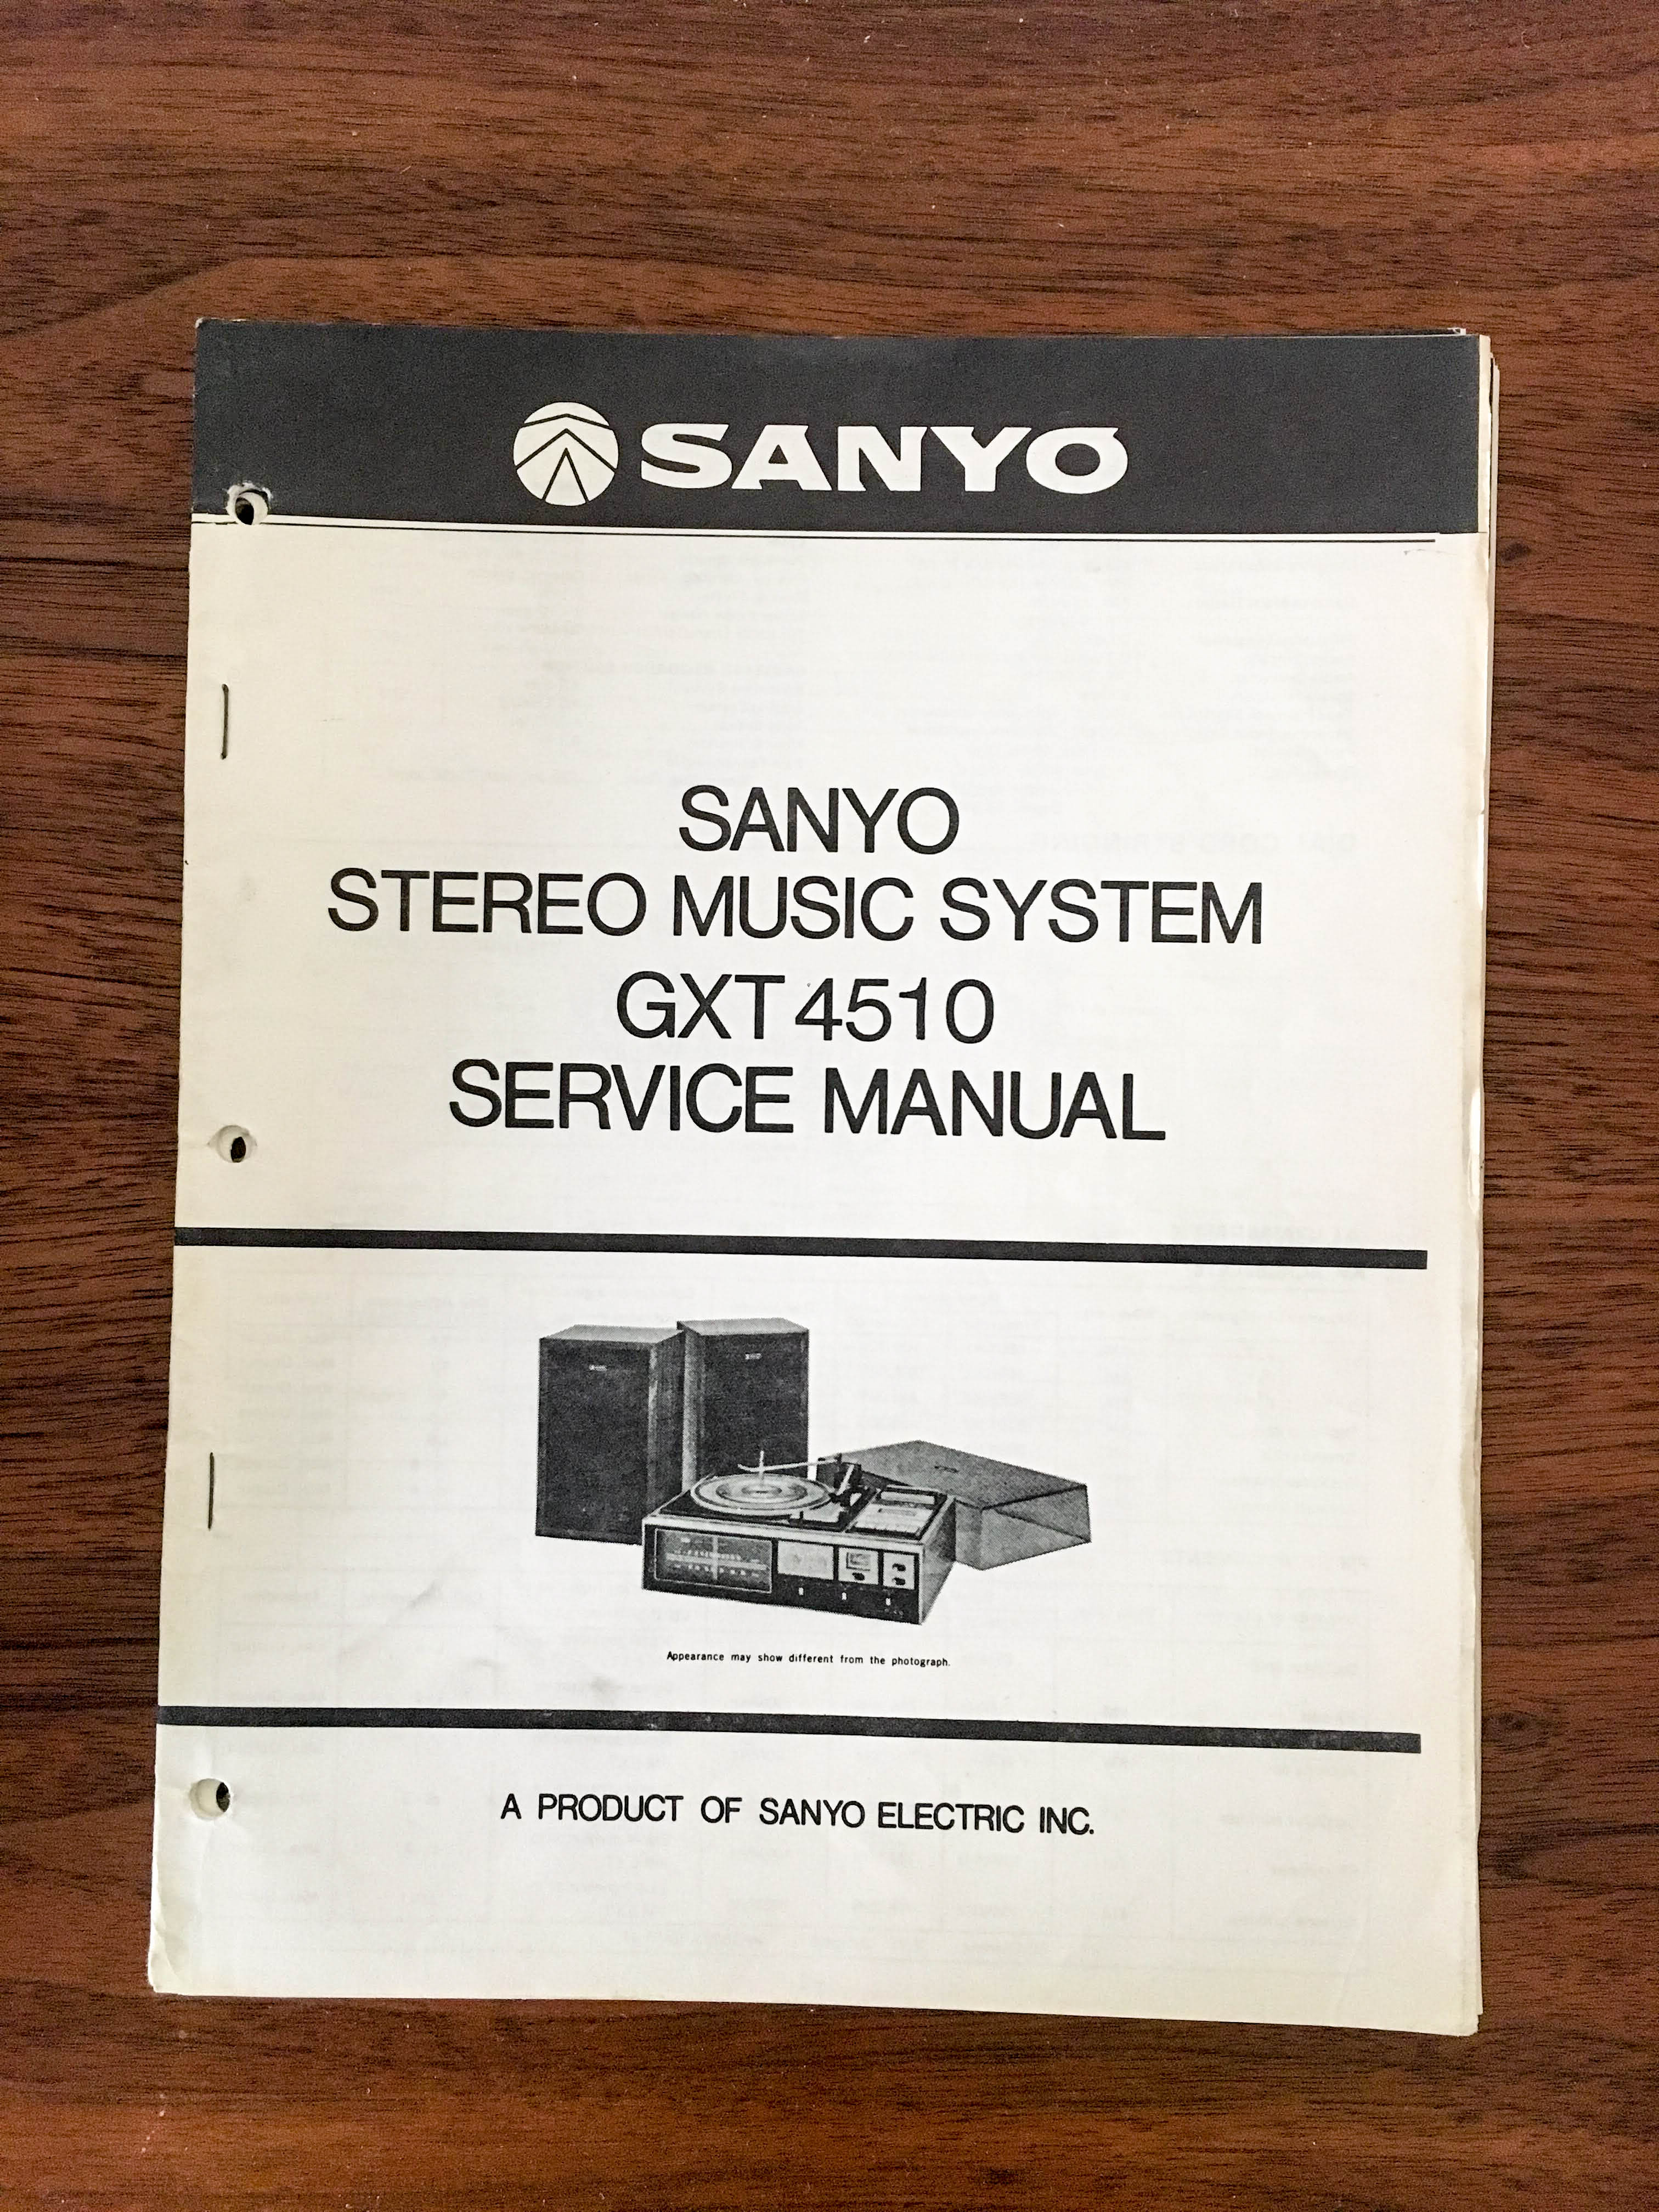 SANYO
SANYO
STEREO MUSIC SYSTEM
GXT 4510
SERVICE MANUAL
Appearance may show different from the photograph.
A PRODUCT OF SANYO ELECTRIC INC.